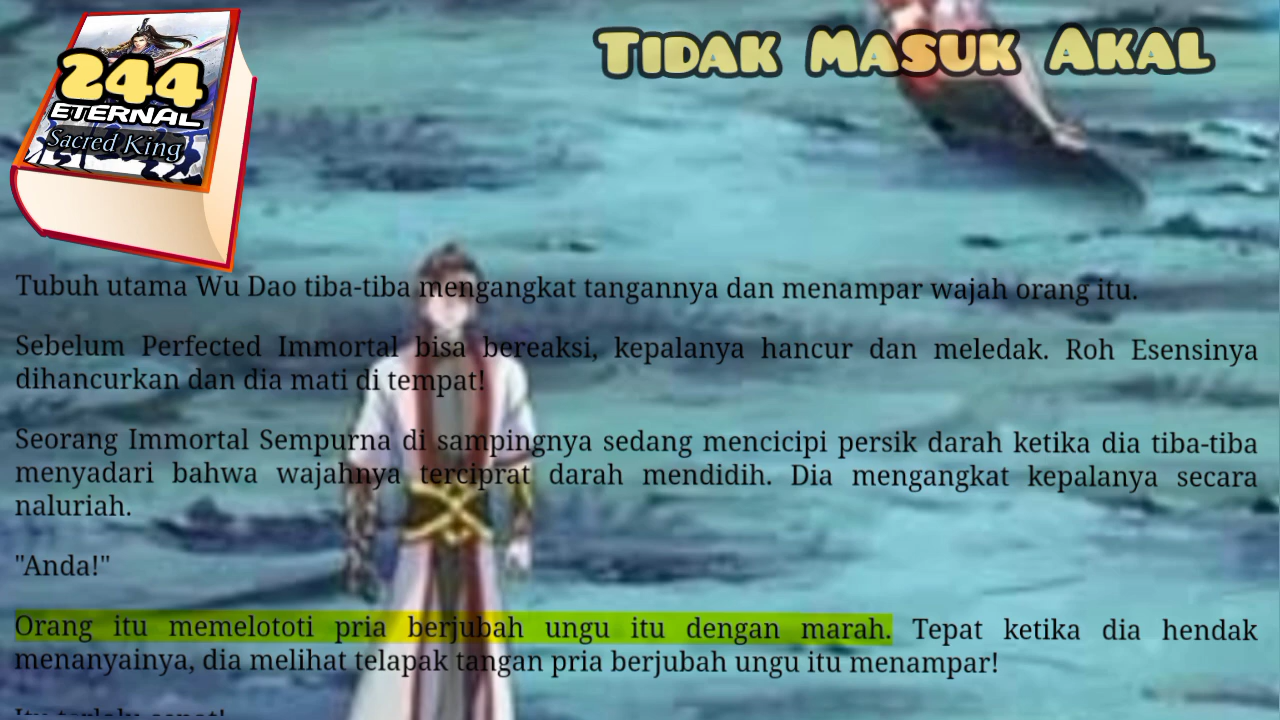 244
ETERNAL
Sacred King
TIDAK MASUK AKAL
Tubuh utama Wu Dao tiba-tiba mengangkat tangannya dan menampar wajah orang itu.
Sebelum Perfected Immortal bisa bereaksi, kepalanya hancur dan meledak. Roh Esensinya
dihancurkan dan dia mati di tempat!
Seorang Immortal Sempurna di sampingnya sedang mencicipi persik darah ketika dia tiba-tiba
menyadari bahwa wajahnya terciprat darah mendidih. Dia mengangkat kepalanya secara
naluriah.
"Anda!"
Orang itu memelototi pria berjubah ungu itu dengan marah. Tepat ketika dia hendak
menanyainya, dia melihat telapak tangan pria berjubah ungu itu menampar!